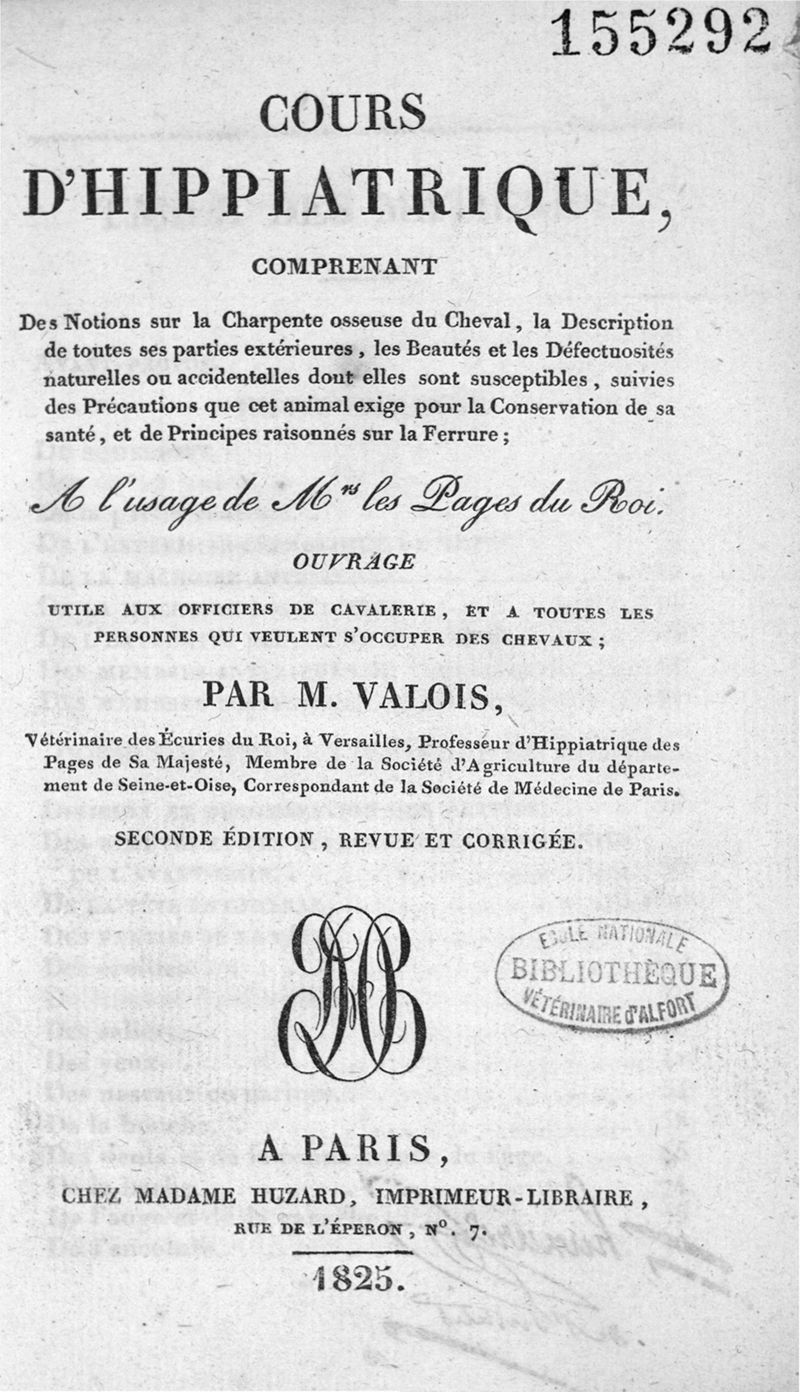 155292
COURS
D'HIPPIATRIQUE,
COMPRENANT
Des Notions sur la Charpente osseuse du Cheval, la Description
de toutes ses parties extérieures, les Beautés et les Défectuosités
naturelles ou accidentelles dont elles sont susceptibles, suivies
des Précautions que cet animal exige pour la Conservation de sa
santé, et de Principes raisonnés sur la Ferrure;
A l'usage de Mrs les Pages du Roi.
OUVRAGE
UTILE AUX OFFICIERS DE CAVALERIE, ET A TOUTES LES
PERSONNES QUI VEULENT S'OCCUPER DES CHEVAUX;
PAR M. VALOIS,
Vétérinaire des Écuries du Roi, à Versailles, Professeur d'Hippiatrique des
Pages de Sa Majesté, Membre de la Société d'Agriculture du départe-
ment de Seine-et-Oise, Correspondant de la Société de Médecine de Paris.
SECONDE ÉDITION, REVUE ET CORRIGÉE.
ECOLE NATIONALE
BIBLIOTHÈQUE
VÉTÉRINAIRE d'ALFORT
A PARIS,
CHEZ MADAME HUZARD, IMPRIMEUR-LIBRAIRE,
RUE DE L'ÉPERON, Nº. 7.
1825.